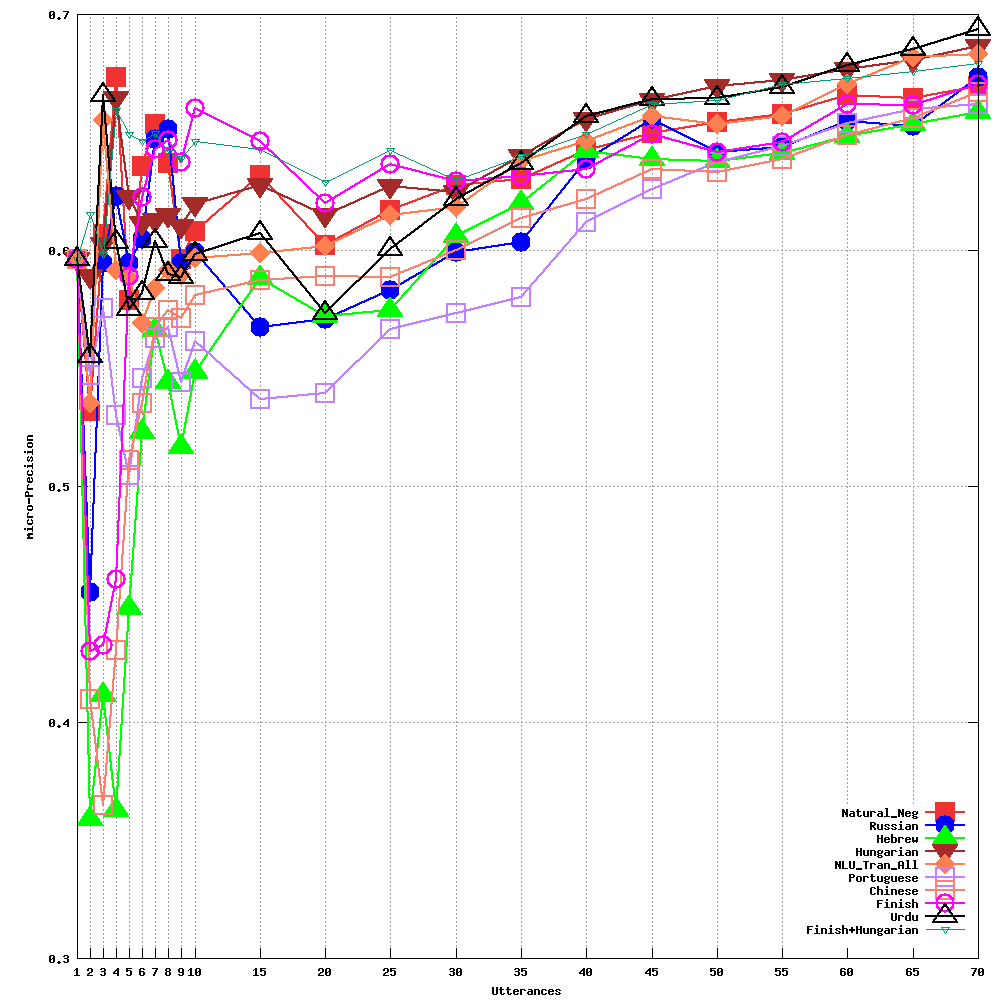 0.7
0.6
0.5
0.4
0.3
micro-Precision
1 2 3 4 5 6 7 8 9 10 15 20 25 30 35 40 45 50 55 60 65 70
Utterances
Natural_Neg
Russian
Hebrew
Hungarian
NLU_Tran_All
Portuguese
Chinese
Finish
Urdu
Finish+Hungarian